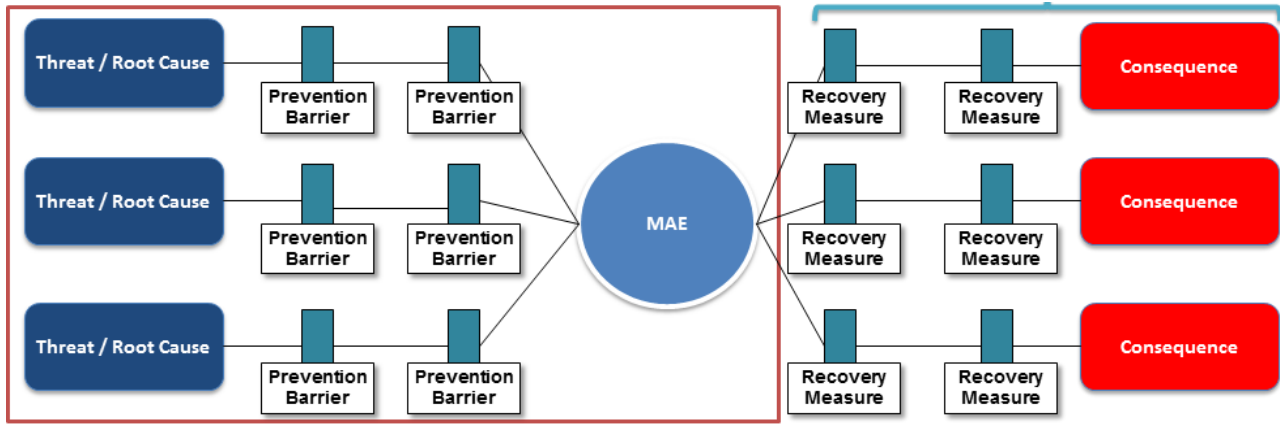 Threat / Root Cause
Prevention
Barrier
Prevention
Barrier
Recovery
Measure
Recovery
Measure
Consequence
Threat / Root Cause
Prevention
Barrier
Prevention
Barrier
MAE
Recovery
Measure
Recovery
Measure
Consequence
Threat / Root Cause
Prevention
Barrier
Prevention
Barrier
Recovery
Measure
Recovery
Measure
Consequence